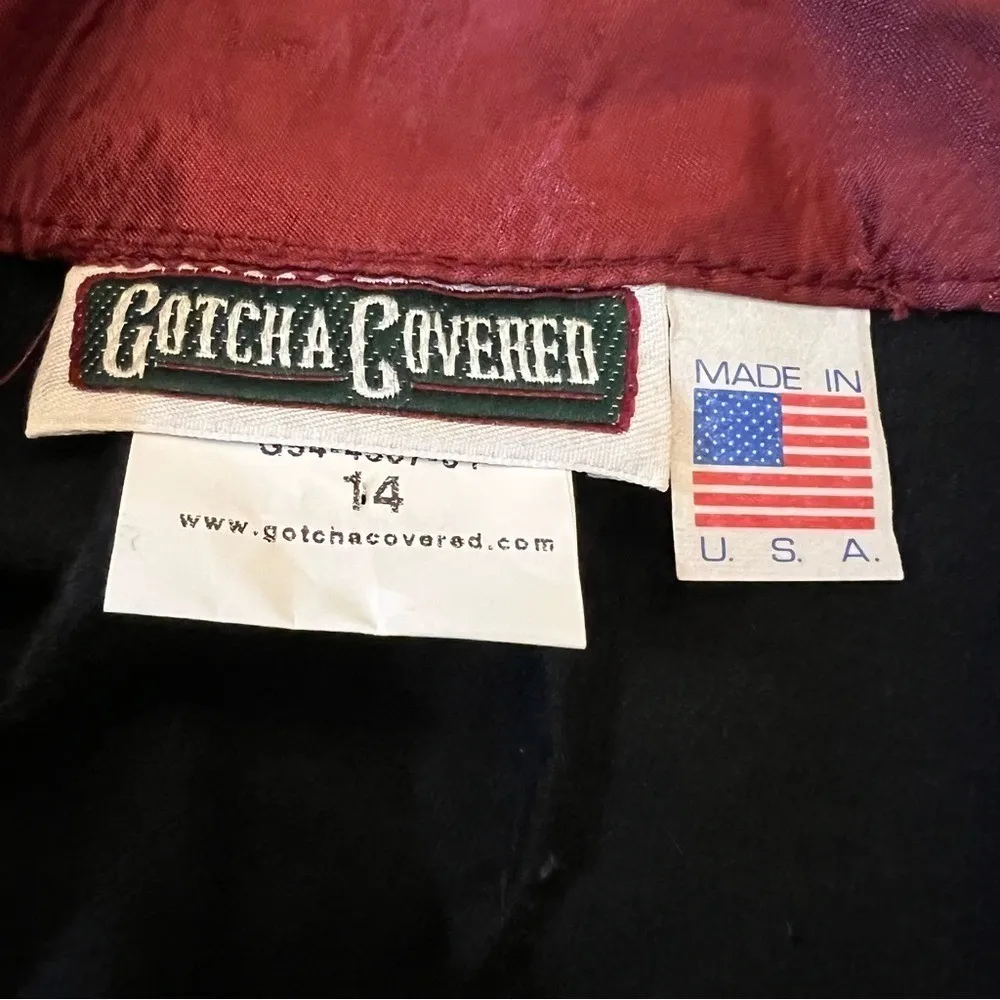 GOTCHA COVERED
14
www.gotchacovered.com
MADE IN
U. S. A.